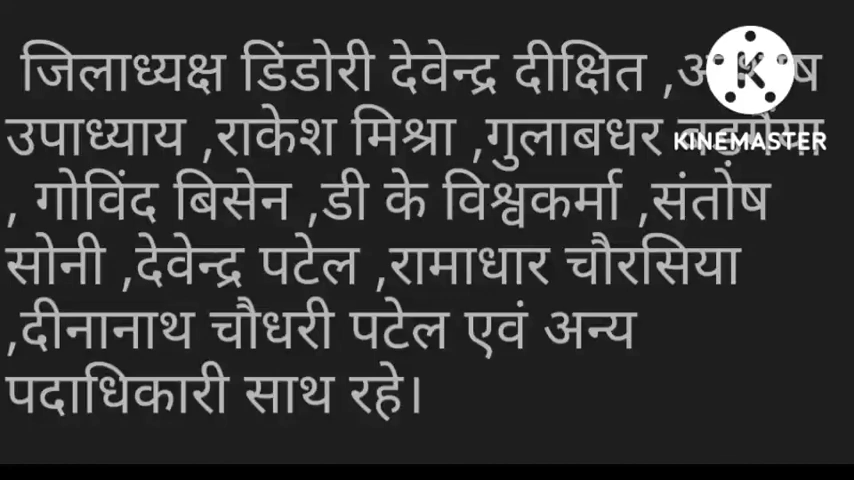 जिलाध्यक्ष डिंडोरी देवेन्द्र दीक्षित ,
उपाध्याय ,राकेश मिश्रा ,गुलाबधर
, गोविंद बिसेन ,डी के विश्वकर्मा ,संतोष
सोनी ,देवेन्द्र पटेल ,रामाधार चौरसिया
,दीनानाथ चौधरी पटेल एवं अन्य
पदाधिकारी साथ रहे।
KINEMASTER